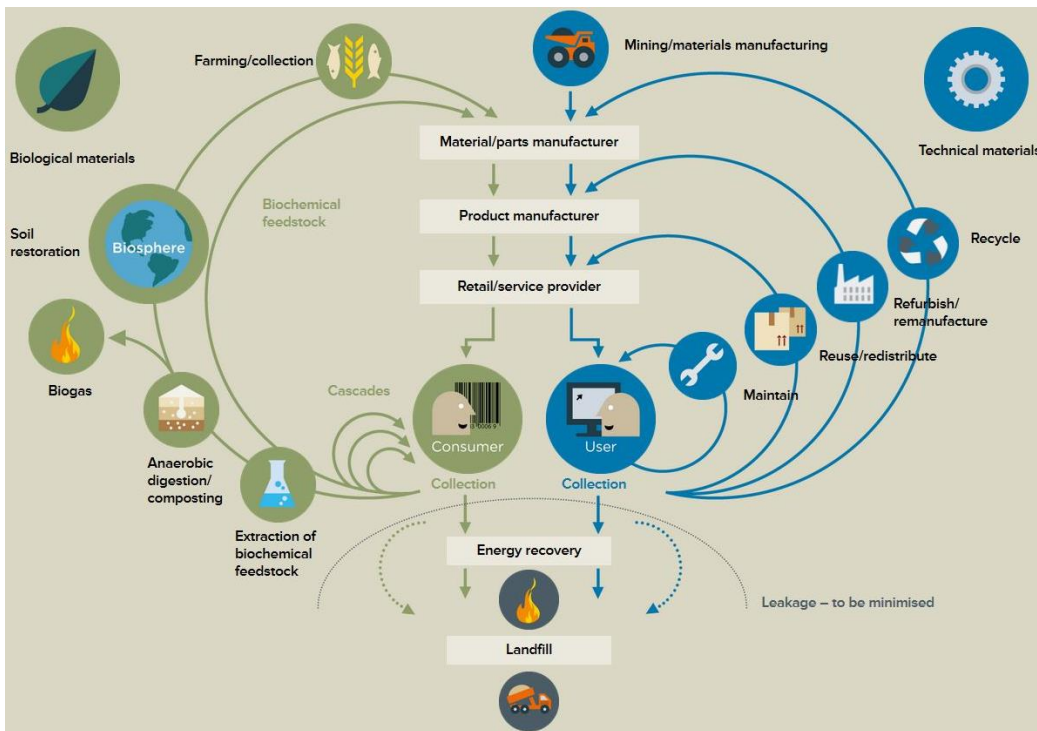 Farming/collection
Mining/materials manufacturing
Biological materials
Technical materials
Material/parts manufacturer
Biochemical
feedstock
Product manufacturer
Soil
restoration
Biosphere
Recycle
Retail/service provider
Refurbish/
remanufacture
Biogas
Reuse/redistribute
Cascades
Maintain
Consumer
User
Anaerobic
digestion/
composting
Collection
Collection
Extraction of
biochemical
feedstock
Energy recovery
Leakage – to be minimised
Landfill